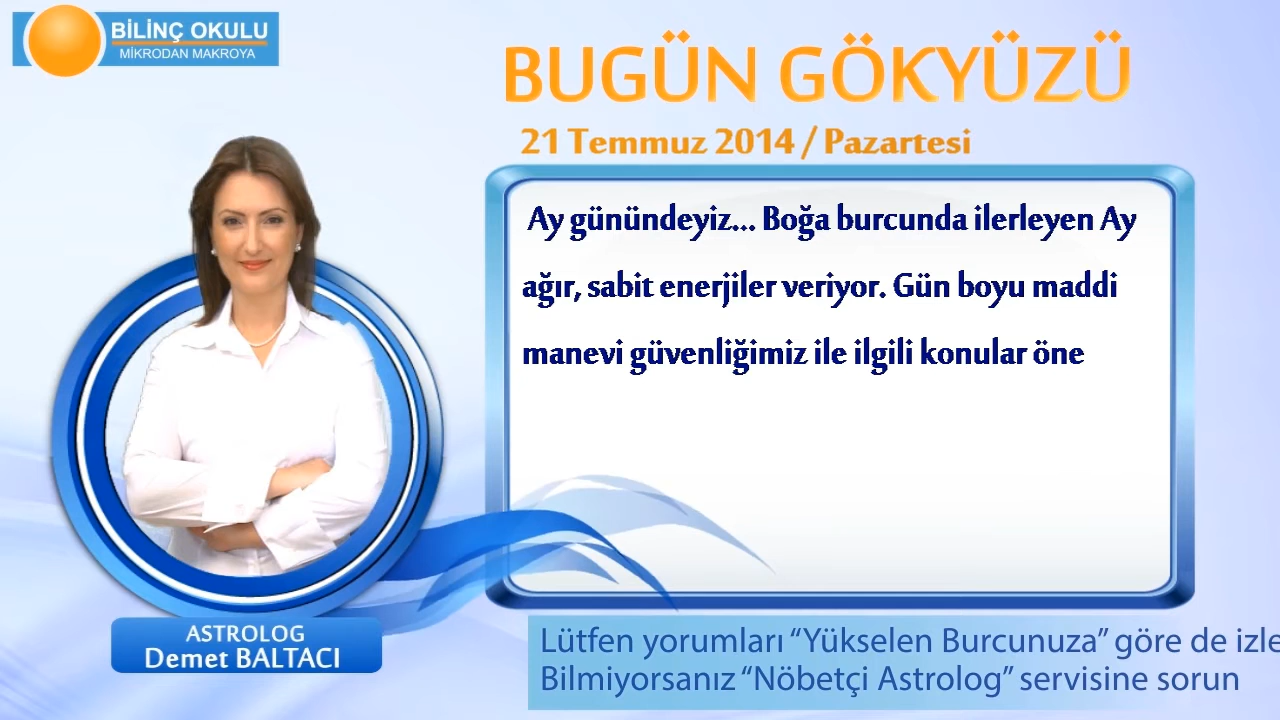 BİLİNÇ OKULU
MİKRODAN MAKROYA
BUGÜN GÖKYÜZÜ
21 Temmuz 2014 / Pazartesi
Ay günündeyiz... Boğa burcunda ilerleyen Ay
ağır, sabit enerjiler veriyor. Gün boyu maddi
manevi güvenliğimiz ile ilgili konular öne
ASTROLOG
Demet BALTACI
Lütfen yorumları “Yükselen Burcunuza” göre de izle
Bilmiyorsanız “Nöbetçi Astrolog” servisine sorun